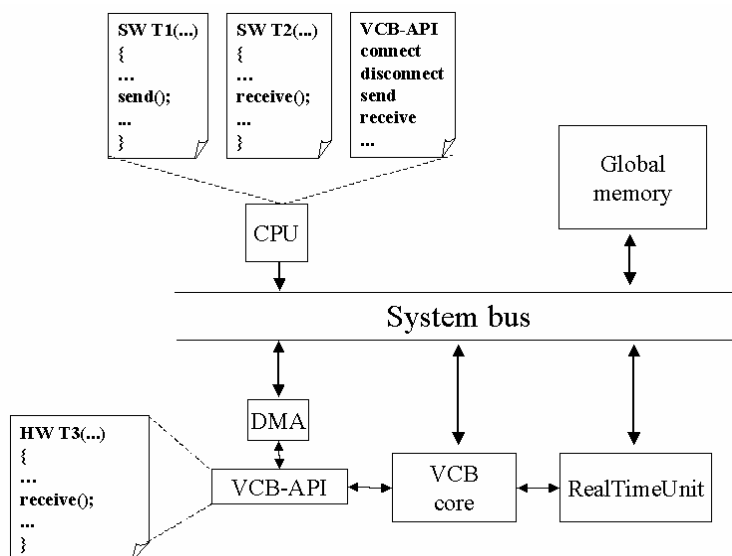 SW T1(...)
{
...
send();
...
}
SW T2(...)
{
...
receive();
...
}
VCB-API
connect
disconnect
send
receive
...
Global
memory
CPU
System bus
DMA
HW T3(...)
{
...
receive();
...
}
VCB-API
VCB
core
RealTimeUnit